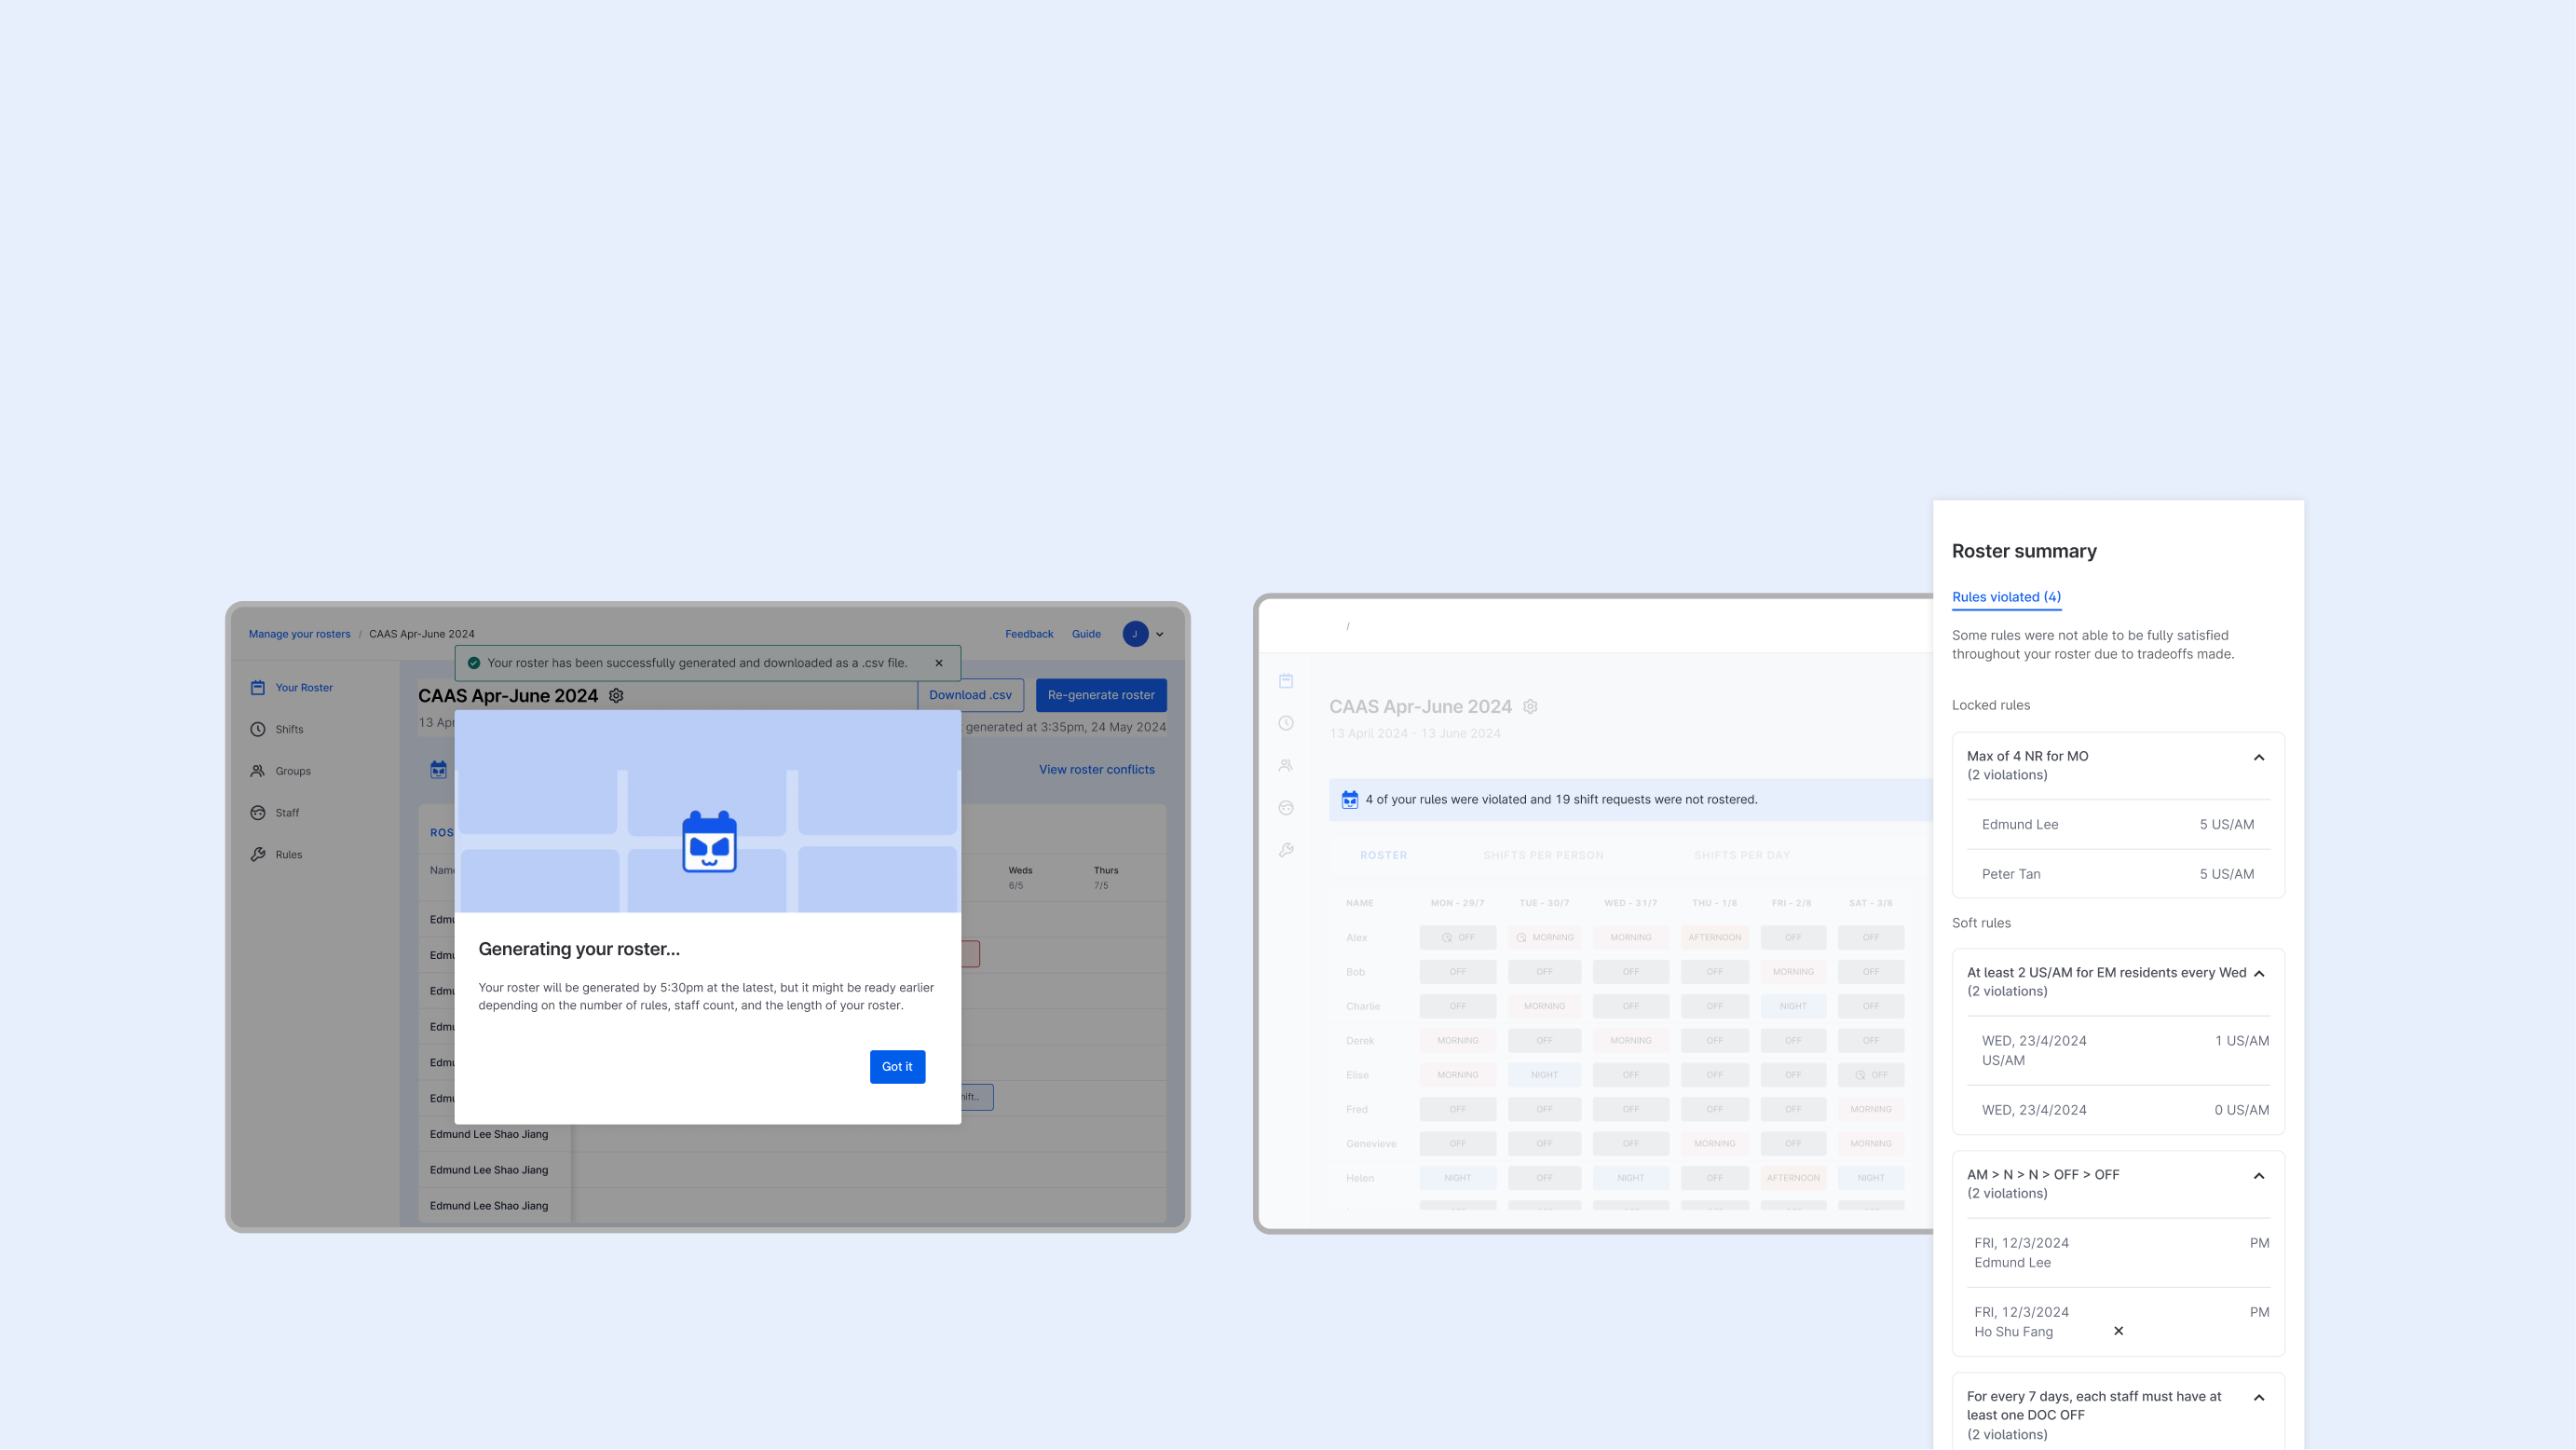 Manage your rosters / CAAS Apr-June 2024
Feedback
Guide
J
Your roster has been successfully generated and downloaded as a .csv file.
Your Roster
Shifts
Groups
Staff
Rules
CAAS Apr-June 2024
Download .csv
Re-generate roster
13 Apr
generated at 3:35pm, 24 May 2024
View roster conflicts
ROS
Name
Weds
6/5
Thurs
7/5
Edmu
Edmu
Edmu
Edmu
Edmu
Edmu
hift..
Edmund Lee Shao Jiang
Edmund Lee Shao Jiang
Edmund Lee Shao Jiang
Generating your roster...
Your roster will be generated by 5:30pm at the latest, but it might be ready earlier
depending on the number of rules, staff count, and the length of your roster.
Got it
/
CAAS Apr-June 2024
13 April 2024 - 13 June 2024
4 of your rules were violated and 19 shift requests were not rostered.
ROSTER SHIFTS PER PERSON SHIFTS PER DAY
NAME MON - 29/7 TUE - 30/7 WED - 31/7 THU - 1/8 FRI - 2/8 SAT - 3/8
Alex OFF MORNING MORNING AFTERNOON OFF OFF
Bob OFF OFF OFF OFF MORNING OFF
Charlie OFF MORNING OFF OFF NIGHT OFF
Derek MORNING OFF MORNING OFF OFF OFF
Elise MORNING NIGHT OFF OFF OFF OFF
Fred OFF OFF OFF OFF OFF MORNING
Genevieve OFF OFF OFF MORNING OFF MORNING
Helen NIGHT OFF NIGHT OFF AFTERNOON NIGHT
Roster summary
Rules violated (4)
Some rules were not able to be fully satisfied
throughout your roster due to tradeoffs made.
Locked rules
Max of 4 NR for MO
(2 violations)
Edmund Lee 5 US/AM
Peter Tan 5 US/AM
Soft rules
At least 2 US/AM for EM residents every Wed
(2 violations)
WED, 23/4/2024 1 US/AM
US/AM
WED, 23/4/2024 0 US/AM
AM > N > N > OFF > OFF
(2 violations)
FRI, 12/3/2024 PM
Edmund Lee
FRI, 12/3/2024 PM
Ho Shu Fang
For every 7 days, each staff must have at
least one DOC OFF
(2 violations)